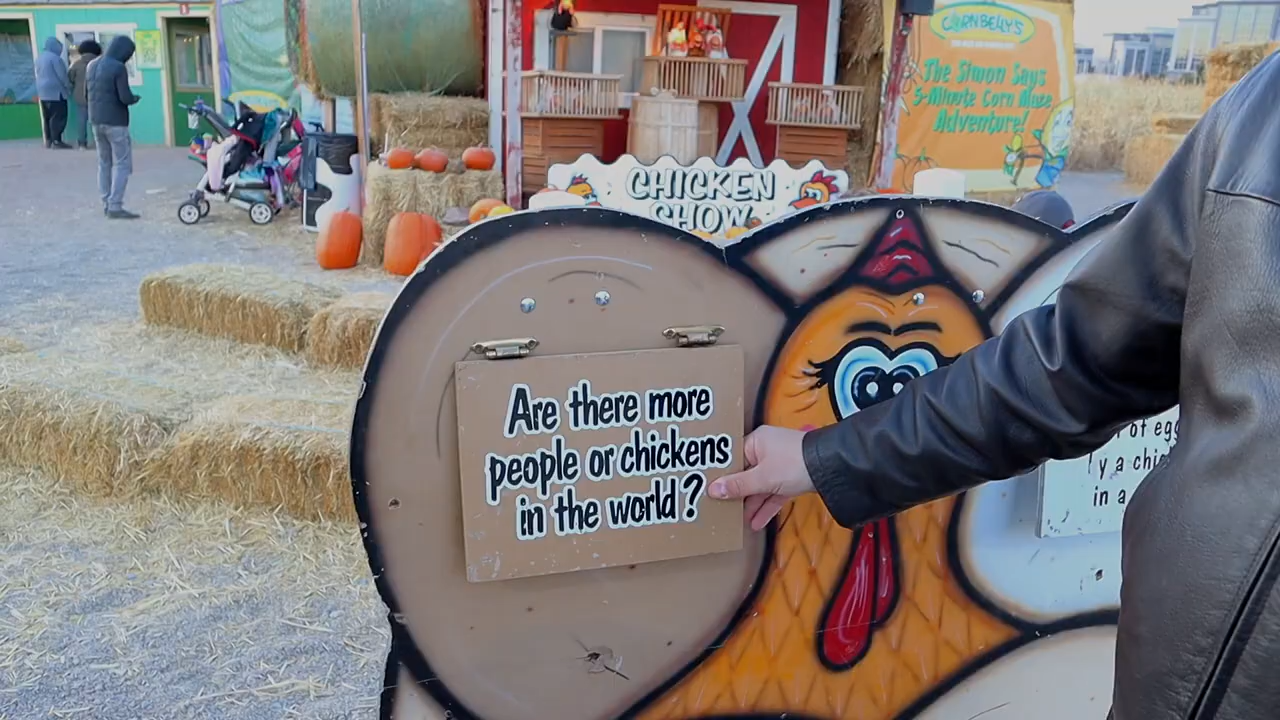 CORNBELLY'S
The Simon Says
5-Minute Corn Maze
Adventure!
CHICKEN
SHOW
Are there more
people or chickens
in the world?
of eg
y a chic
in a